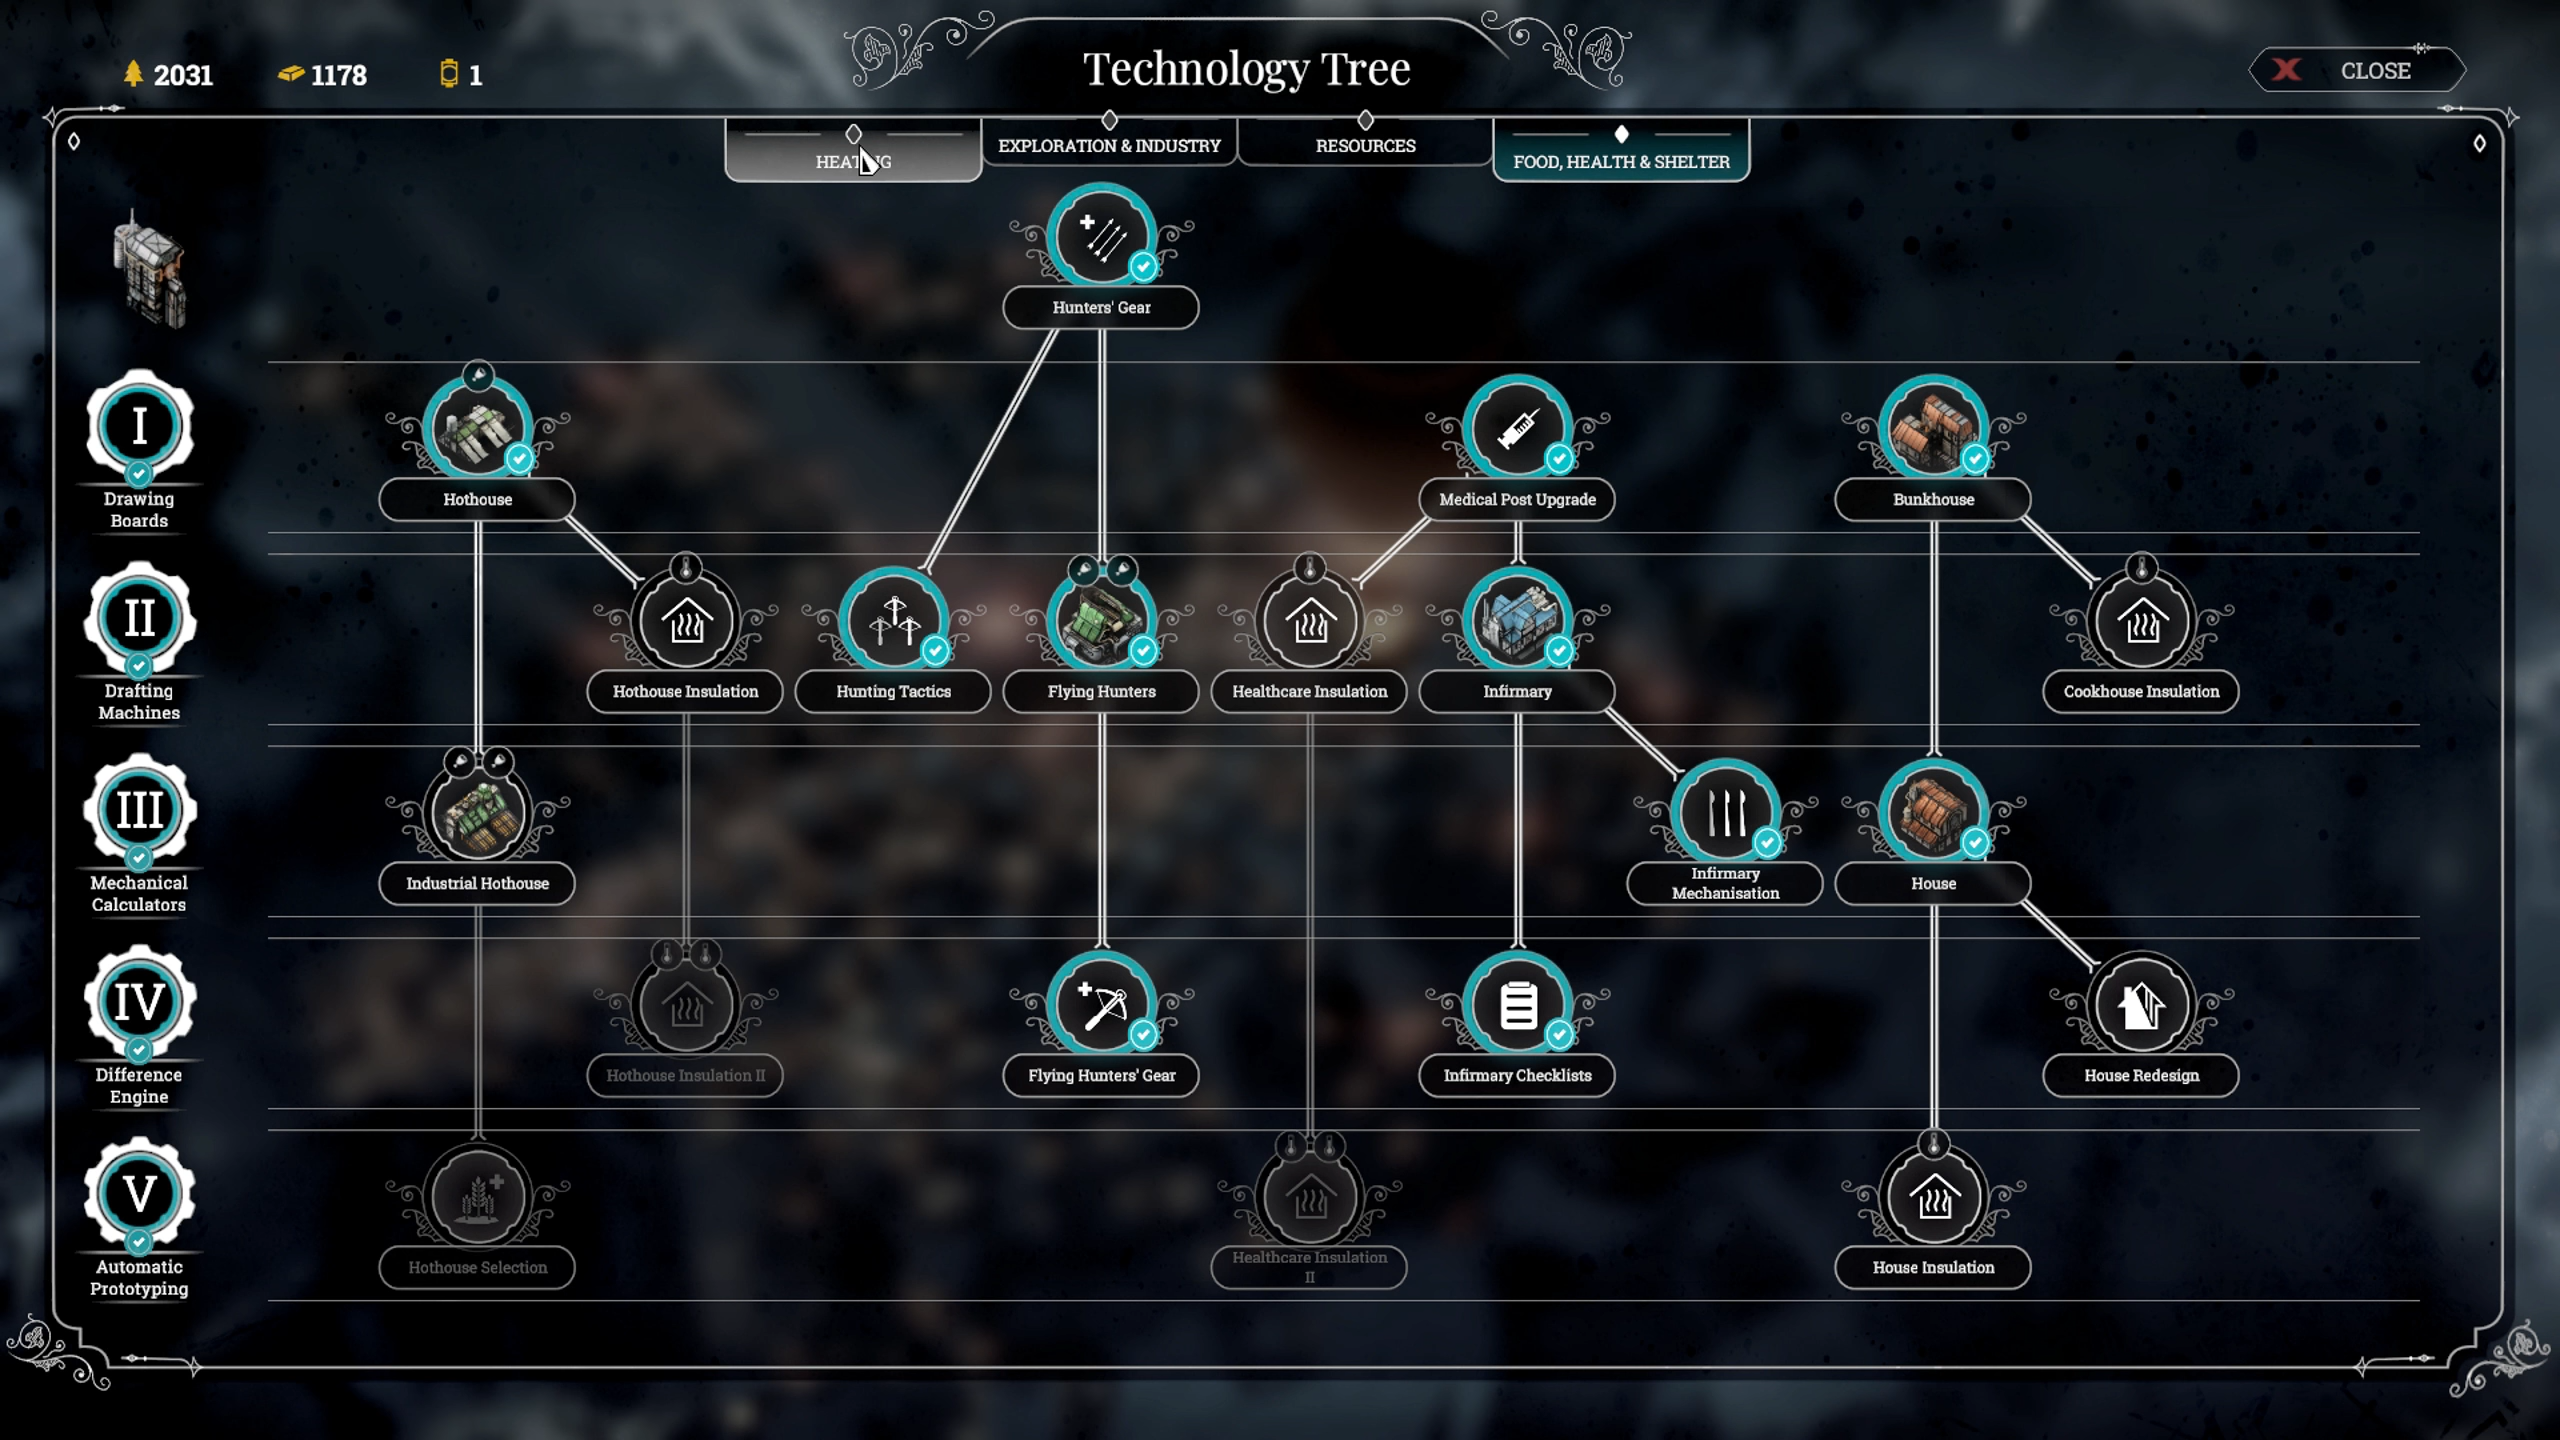 2031 1178 1
Technology Tree
CLOSE
HEATING
EXPLORATION & INDUSTRY
RESOURCES
FOOD, HEALTH & SHELTER
Hunters' Gear
I
Drawing
Boards
Hothouse
Medical Post Upgrade
Bunkhouse
II
Drafting
Machines
Hothouse Insulation
Hunting Tactics
Flying Hunters
Healthcare Insulation
Infirmary
Cookhouse Insulation
III
Mechanical
Calculators
Industrial Hothouse
Infirmary
Mechanisation
House
IV
Difference
Engine
Hothouse Insulation II
Flying Hunters' Gear
Infirmary Checklists
House Redesign
V
Automatic
Prototyping
Hothouse Selection
Healthcare Insulation
II
House Insulation